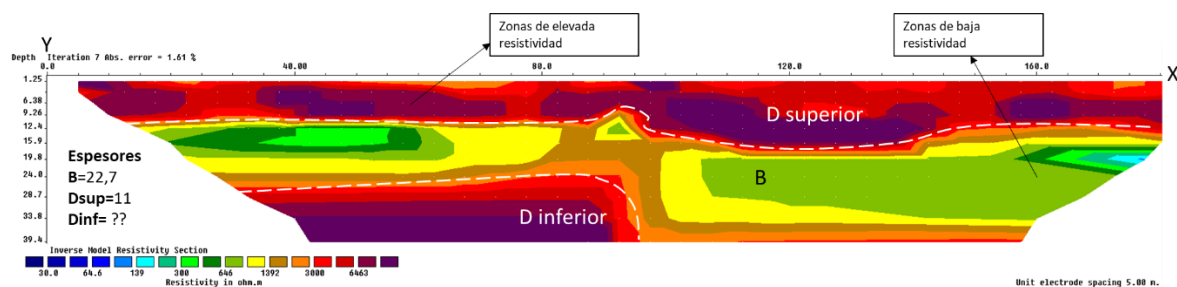 Zonas de elevada
resistividad
Zonas de baja
resistividad
Y
Depth Iteration 7 Abs. error = 1.61 %
0.0 40.00 80.0 120.0 160.0
X
1.25
6.38
9.26
12.4
15.9
19.8
24.0
28.7
33.8
39.4
D superior
B
D inferior
Espesores
B=22,7
Dsup=11
Dinf= ??
Inverse Model Resistivity Section
30.0 64.6 139 300 646 1392 3000 6463
Resistivity in ohm.m
Unit electrode spacing 5.00 m.